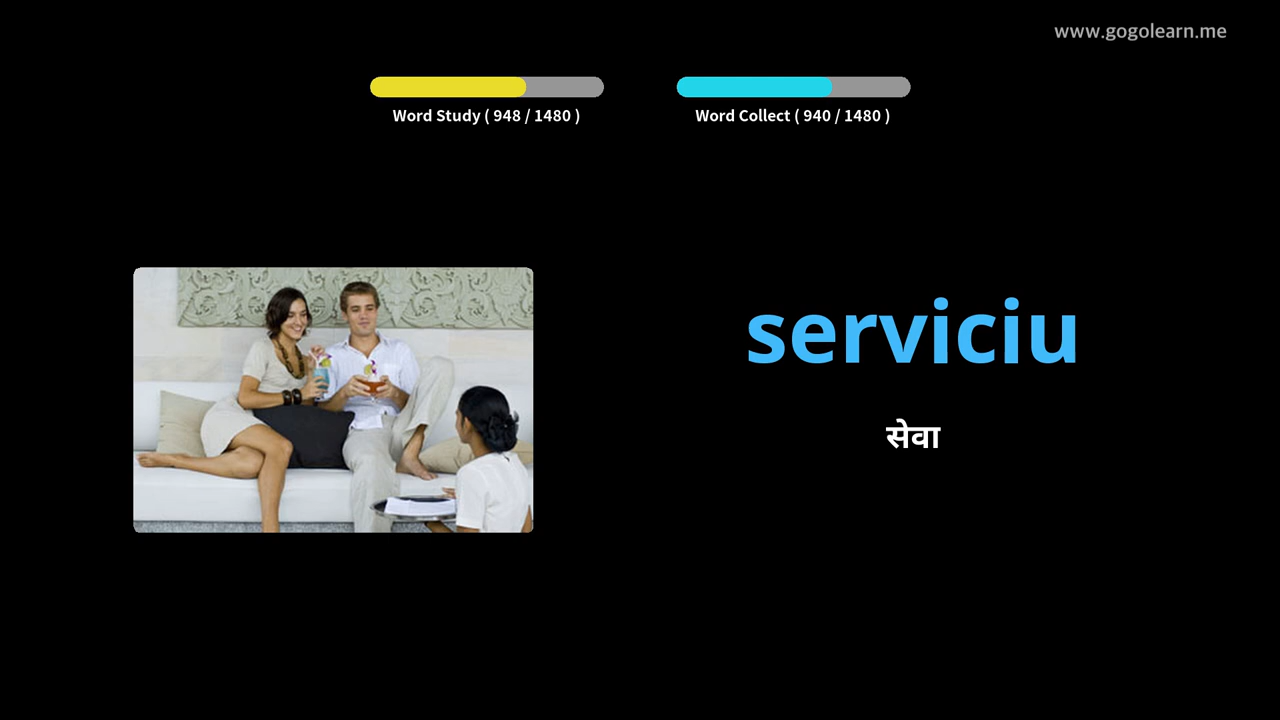 www.gogolearn.me
Word Study ( 948 / 1480 )
Word Collect ( 940 / 1480 )
serviciu
सेवा